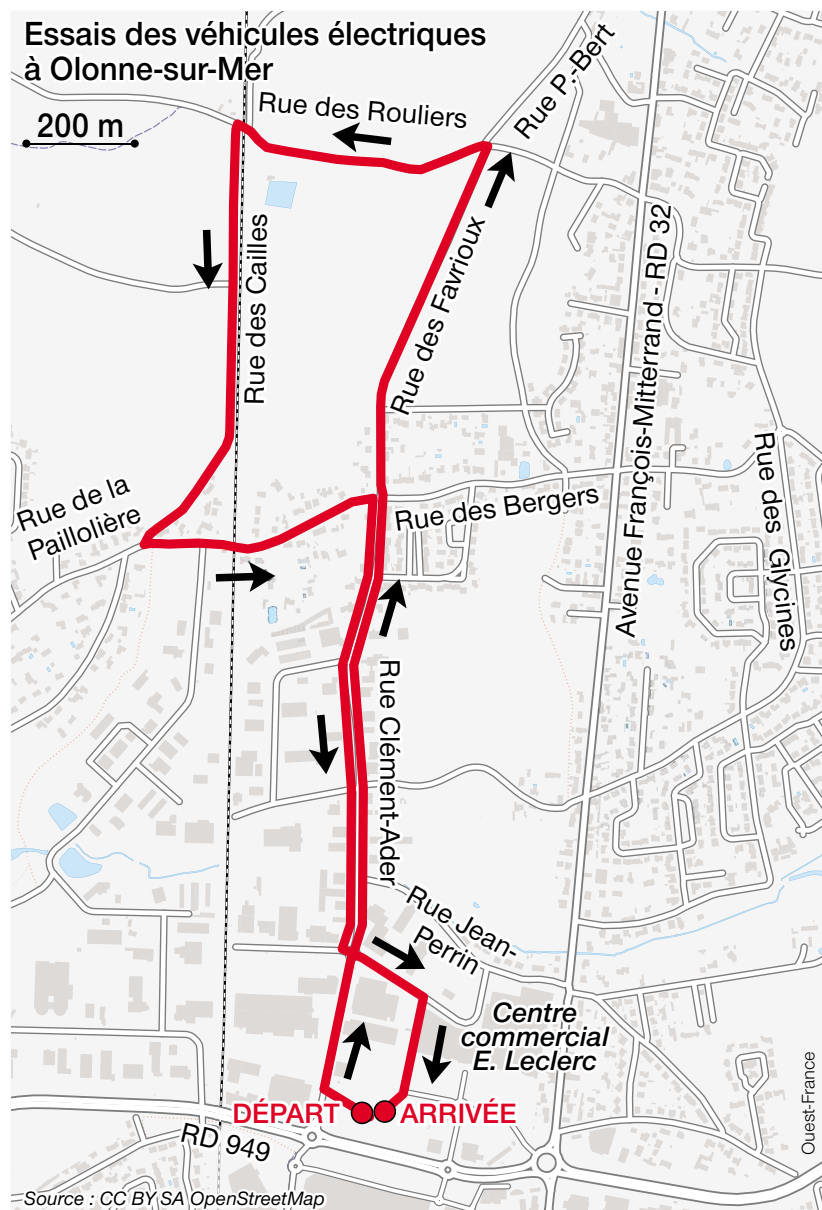 Essais des véhicules électriques
à Olonne-sur-Mer
200 m
Rue des Rouliers
Rue P.-Bert
Rue des Cailles
Rue des Favrioux
Avenue François-Mitterrand - RD 32
Rue de la
Paillolière
Rue des Bergers
Rue des Glycines
Rue Clément-Ader
Rue Jean-
Perrin
Centre
commercial
E. Leclerc
DÉPART
ARRIVÉE
RD 949
Ouest-France
Source : CC BY SA OpenStreetMap